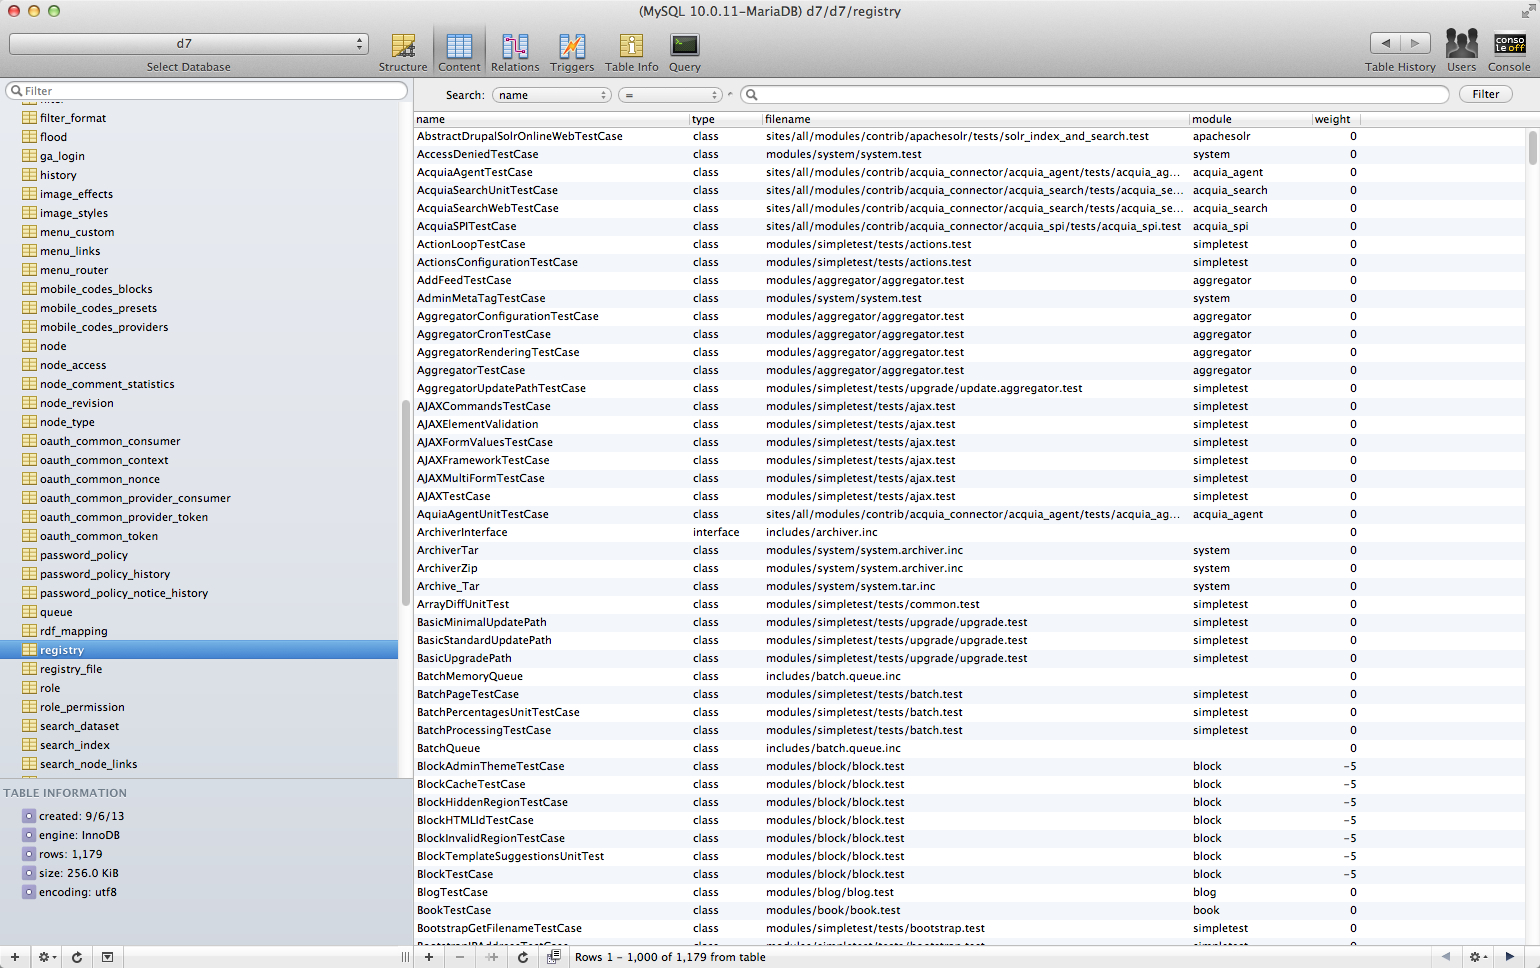 (MySQL 10.0.11-MariaDB) d7/d7/registry
d7
Select Database
Structure Content Relations Triggers Table Info Query
Table History Users Console
conso
le off
Filter
Search: name = Filter
filter_format
flood
ga_login
history
image_effects
image_styles
menu_custom
menu_links
menu_router
mobile_codes_blocks
mobile_codes_presets
mobile_codes_providers
node
node_access
node_comment_statistics
node_revision
node_type
oauth_common_consumer
oauth_common_context
oauth_common_nonce
oauth_common_provider_consumer
oauth_common_provider_token
oauth_common_token
password_policy
password_policy_history
password_policy_notice_history
queue
rdf_mapping
registry
registry_file
role
role_permission
search_dataset
search_index
search_node_links
TABLE INFORMATION
created: 9/6/13
engine: InnoDB
rows: 1,179
size: 256.0 KiB
encoding: utf8
name type filename module weight
AbstractDrupalSolrOnlineWebTestCase class sites/all/modules/contrib/apachesolr/tests/solr_index_and_search.test apachesolr 0
AccessDeniedTestCase class modules/system/system.test system 0
AcquiaAgentTestCase class sites/all/modules/contrib/acquia_connector/acquia_agent/tests/acquia_ag... acquia_agent 0
AcquiaSearchUnitTestCase class sites/all/modules/contrib/acquia_connector/acquia_search/tests/acquia_se... acquia_search 0
AcquiaSearchWebTestCase class sites/all/modules/contrib/acquia_connector/acquia_search/tests/acquia_se... acquia_search 0
AcquiaSPITestCase class sites/all/modules/contrib/acquia_connector/acquia_spi/tests/acquia_spi.test acquia_spi 0
ActionLoopTestCase class modules/simpletest/tests/actions.test simpletest 0
ActionsConfigurationTestCase class modules/simpletest/tests/actions.test simpletest 0
AddFeedTestCase class modules/aggregator/aggregator.test aggregator 0
AdminMetaTagTestCase class modules/system/system.test system 0
AggregatorConfigurationTestCase class modules/aggregator/aggregator.test aggregator 0
AggregatorCronTestCase class modules/aggregator/aggregator.test aggregator 0
AggregatorRenderingTestCase class modules/aggregator/aggregator.test aggregator 0
AggregatorTestCase class modules/aggregator/aggregator.test aggregator 0
AggregatorUpdatePathTestCase class modules/simpletest/tests/upgrade/update.aggregator.test simpletest 0
AJAXCommandsTestCase class modules/simpletest/tests/ajax.test simpletest 0
AJAXElementValidation class modules/simpletest/tests/ajax.test simpletest 0
AJAXFormValuesTestCase class modules/simpletest/tests/ajax.test simpletest 0
AJAXFrameworkTestCase class modules/simpletest/tests/ajax.test simpletest 0
AJAXMultiFormTestCase class modules/simpletest/tests/ajax.test simpletest 0
AJAXTestCase class modules/simpletest/tests/ajax.test simpletest 0
AquiaAgentUnitTestCase class sites/all/modules/contrib/acquia_connector/acquia_agent/tests/acquia_ag... acquia_agent 0
ArchiverInterface interface includes/archiver.inc 0
ArchiverTar class modules/system/system.archiver.inc system 0
ArchiverZip class modules/system/system.archiver.inc system 0
Archive_Tar class modules/system/system.tar.inc system 0
ArrayDiffUnitTest class modules/simpletest/tests/common.test simpletest 0
BasicMinimalUpdatePath class modules/simpletest/tests/upgrade/upgrade.test simpletest 0
BasicStandardUpdatePath class modules/simpletest/tests/upgrade/upgrade.test simpletest 0
BasicUpgradePath class modules/simpletest/tests/upgrade/upgrade.test simpletest 0
BatchMemoryQueue class includes/batch.queue.inc 0
BatchPageTestCase class modules/simpletest/tests/batch.test simpletest 0
BatchPercentagesUnitTestCase class modules/simpletest/tests/batch.test simpletest 0
BatchProcessingTestCase class modules/simpletest/tests/batch.test simpletest 0
BatchQueue class includes/batch.queue.inc 0
BlockAdminThemeTestCase class modules/block/block.test block -5
BlockCacheTestCase class modules/block/block.test block -5
BlockHiddenRegionTestCase class modules/block/block.test block -5
BlockHTMLIdTestCase class modules/block/block.test block -5
BlockInvalidRegionTestCase class modules/block/block.test block -5
BlockTemplateSuggestionsUnitTest class modules/block/block.test block -5
BlockTestCase class modules/block/block.test block -5
BlogTestCase class modules/blog/blog.test blog 0
BookTestCase class modules/book/book.test book 0
BootstrapGetFilenameTestCase class modules/simpletest/tests/bootstrap.test simpletest 0
Rows 1 - 1,000 of 1,179 from table